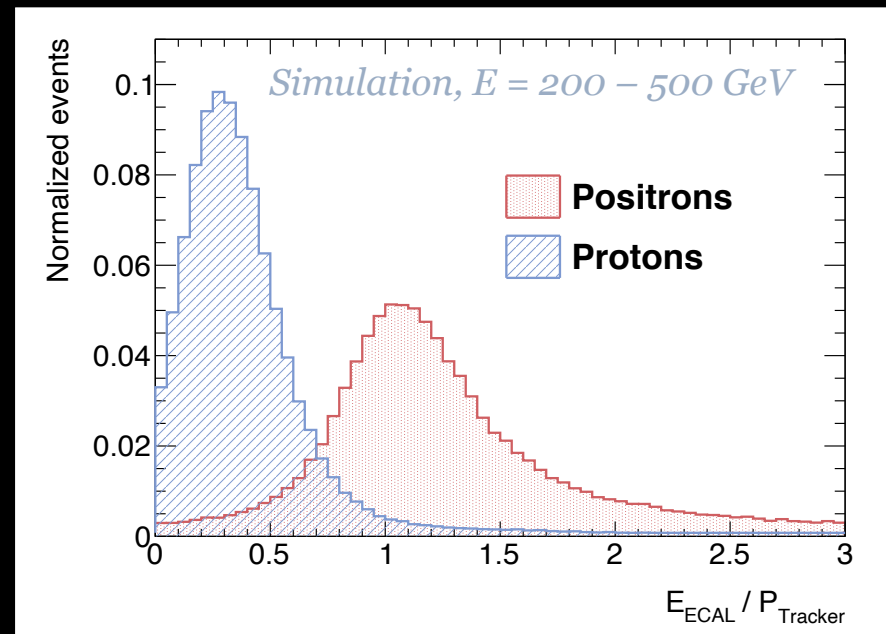 Simulation, E = 200 – 500 GeV
Normalized events
0.1
0.08
0.06
0.04
0.02
0
Positrons
Protons
0 0.5 1 1.5 2 2.5 3
E_ECAL / P_Tracker